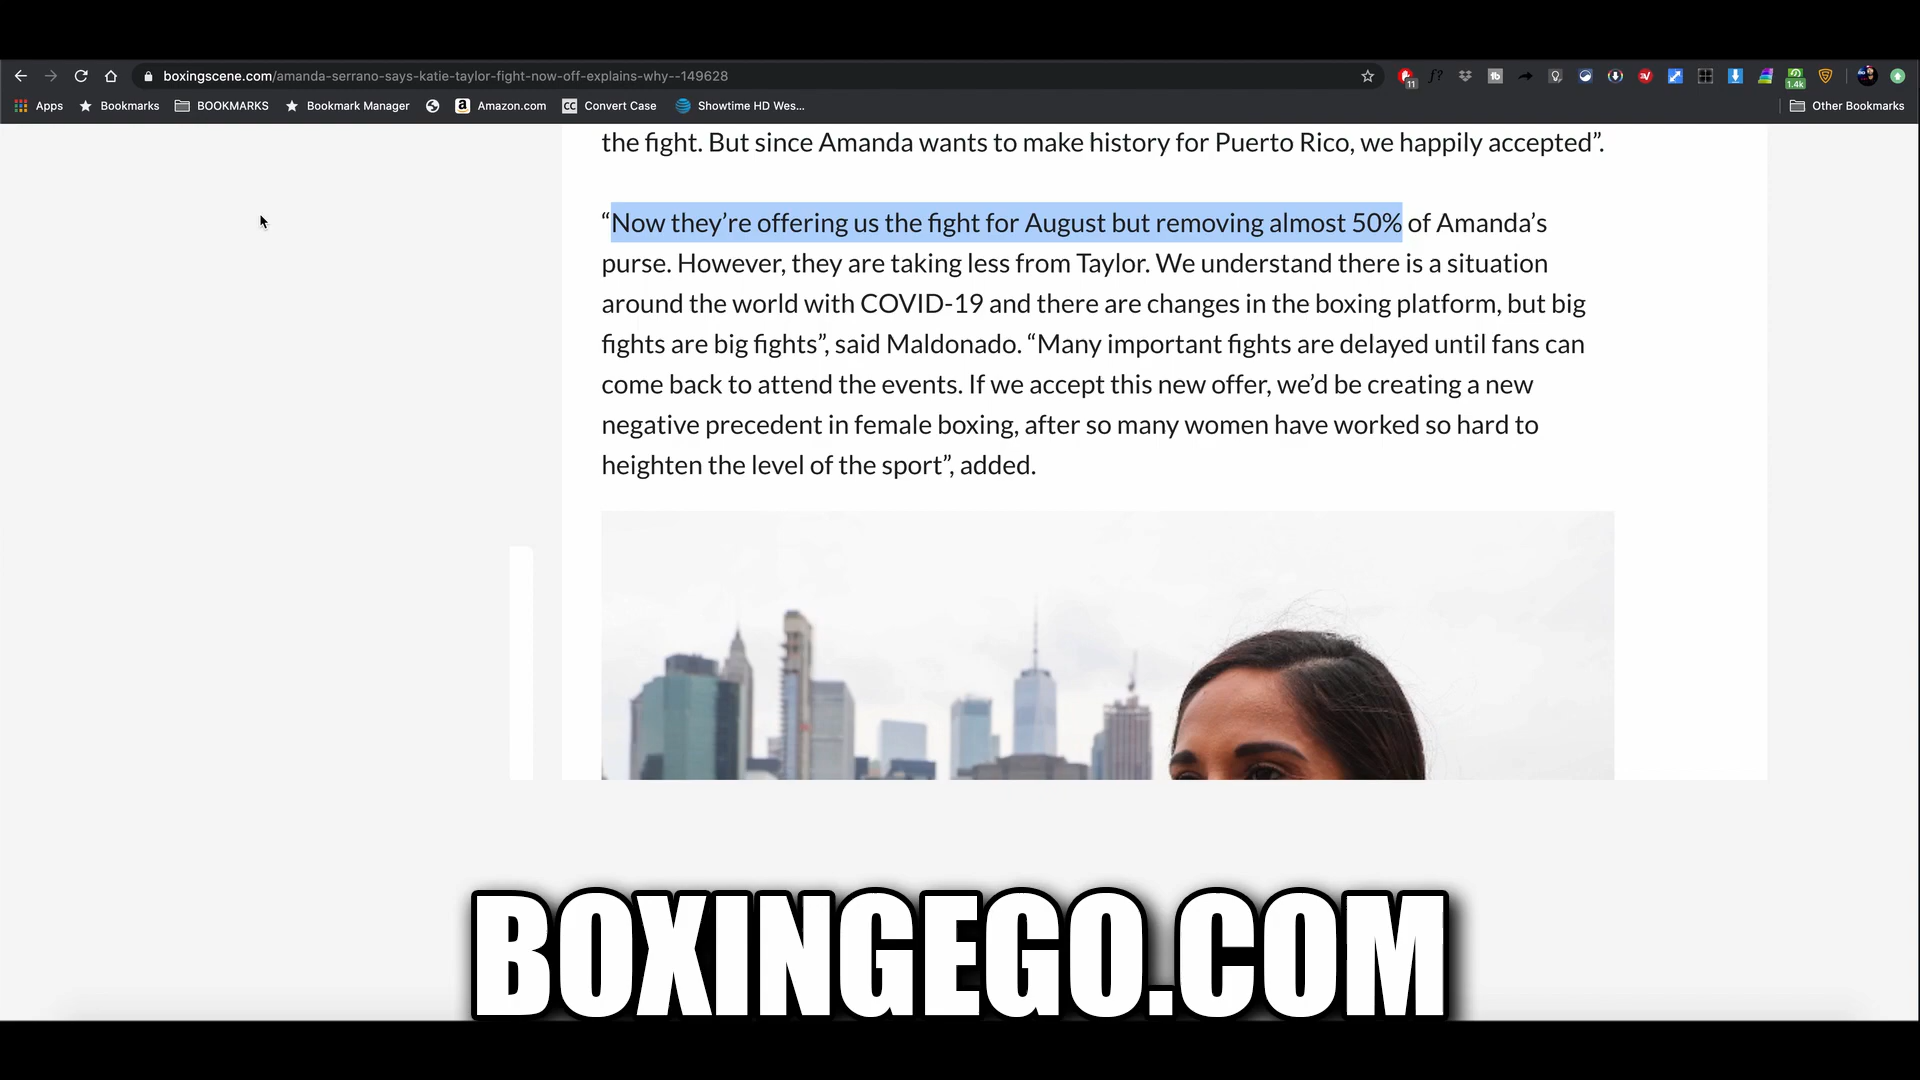 boxingscene.com/amanda-serrano-says-katie-taylor-fight-now-off-explains-why--149628
11
1.4k
Apps
Bookmarks
BOOKMARKS
Bookmark Manager
Amazon.com
CC
Convert Case
Showtime HD Wes...
Other Bookmarks
the fight. But since Amanda wants to make history for Puerto Rico, we happily accepted”.
“Now they’re offering us the fight for August but removing almost 50% of Amanda’s
purse. However, they are taking less from Taylor. We understand there is a situation
around the world with COVID-19 and there are changes in the boxing platform, but big
fights are big fights”, said Maldonado. “Many important fights are delayed until fans can
come back to attend the events. If we accept this new offer, we’d be creating a new
negative precedent in female boxing, after so many women have worked so hard to
heighten the level of the sport”, added.
BOXINGEGO.COM